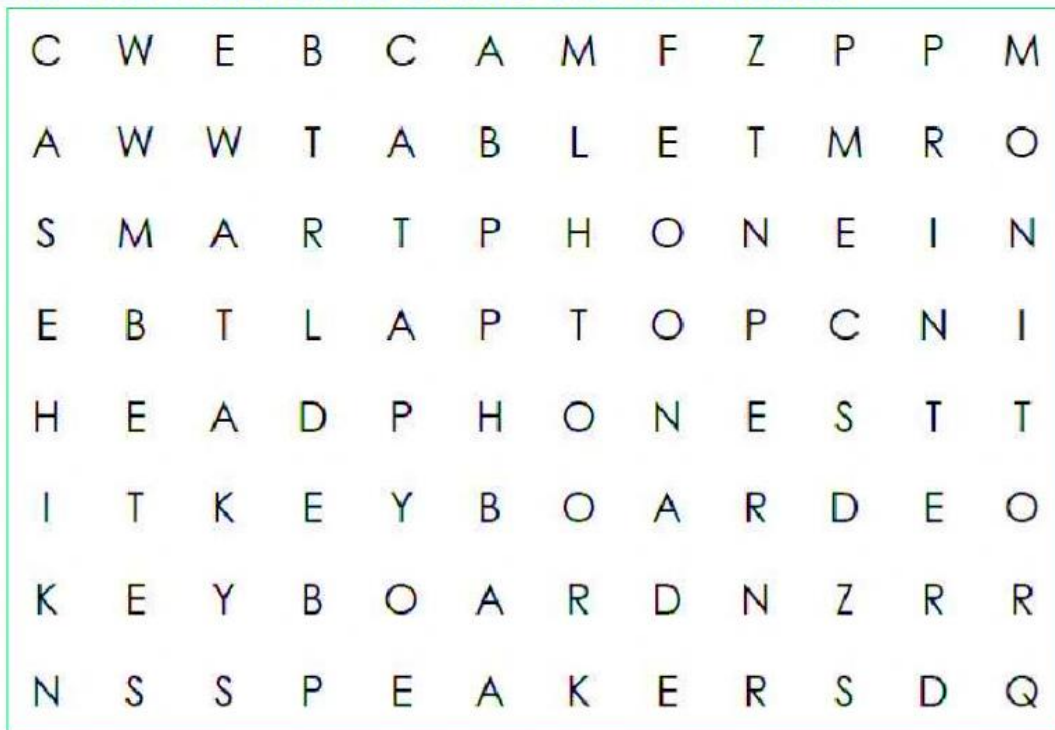 C W E B C A M F Z P P M
A W W T A B L E T M R O
S M A R T P H O N E I N
E B T L A P T O P C N I
H E A D P H O N E S T T
I T K E Y B O A R D E O
K E Y B O A R D N Z R R
N S S P E A K E R S D Q